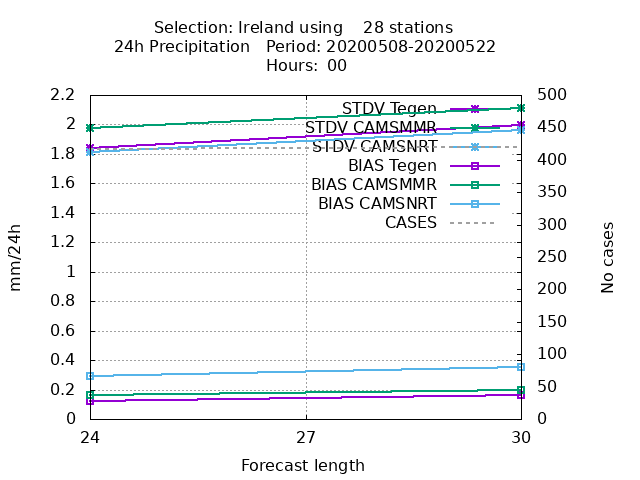 Selection: Ireland using    28 stations
24h Precipitation   Period: 20200508-20200522
Hours:  00
2.2
2
1.8
1.6
1.4
1.2
1
0.8
0.6
0.4
0.2
0
500
450
400
350
300
250
200
150
100
50
0
STDV Tegen
STDV CAMSMMR
STDV CAMSNRT
BIAS Tegen
BIAS CAMSMMR
BIAS CAMSNRT
CASES
mm/24h
No cases
24 27 30
Forecast length